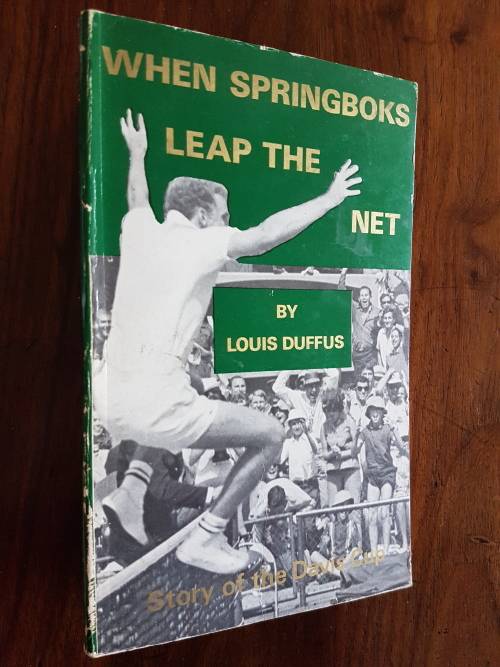 WHEN SPRINGBOKS
LEAP THE
NET
BY
LOUIS DUFFUS
Story of the Davis Cup